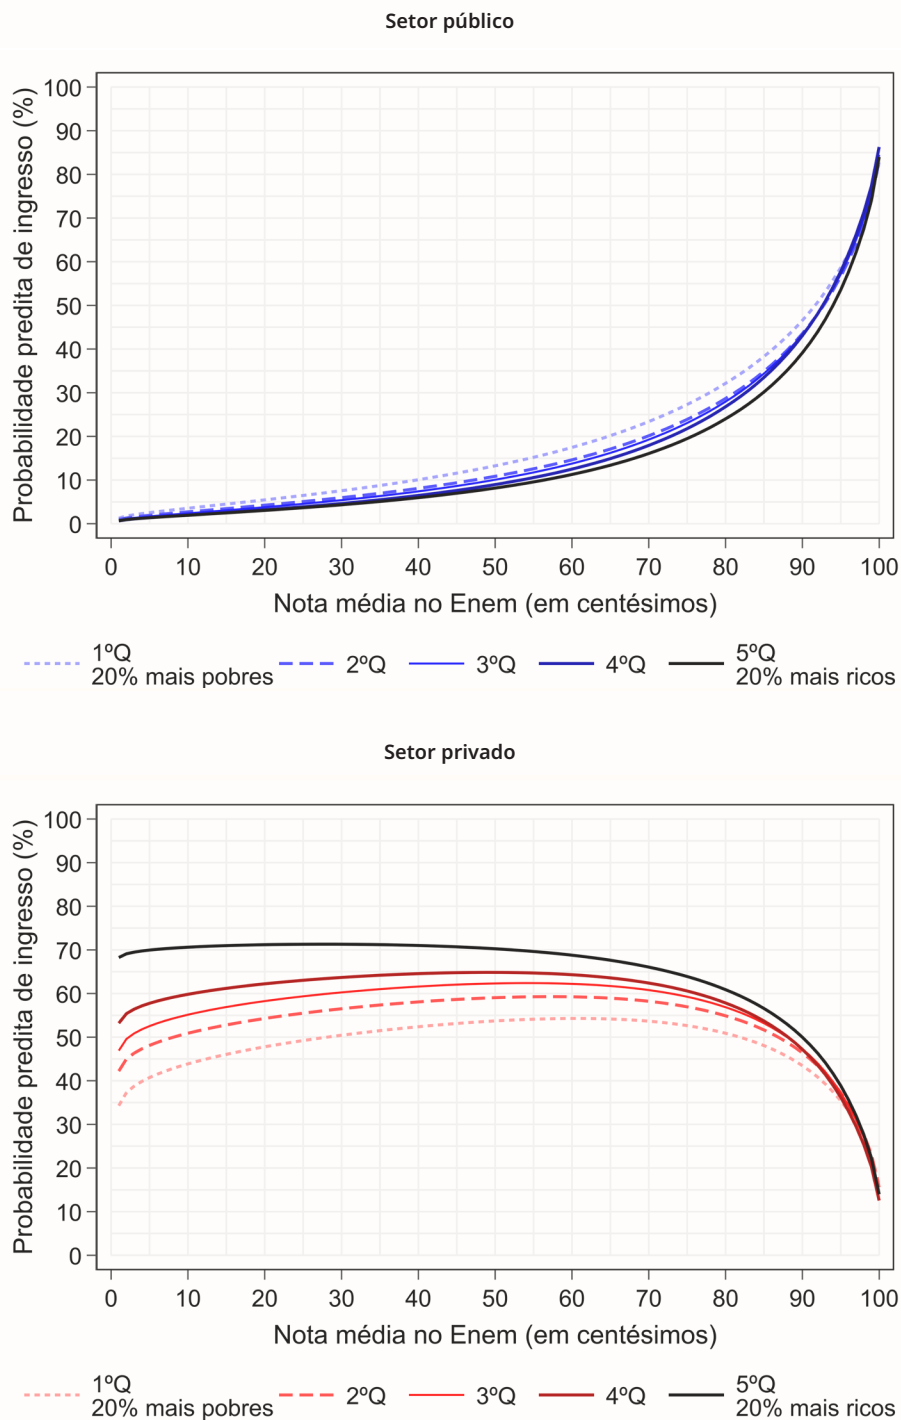 Setor público
Probabilidade predita de ingresso (%)
100
90
80
70
60
50
40
30
20
10
0
0 10 20 30 40 50 60 70 80 90 100
Nota média no Enem (em centésimos)
1ºQ
20% mais pobres
2ºQ
3ºQ
4ºQ
5ºQ
20% mais ricos
Setor privado
Probabilidade predita de ingresso (%)
100
90
80
70
60
50
40
30
20
10
0
0 10 20 30 40 50 60 70 80 90 100
Nota média no Enem (em centésimos)
1ºQ
20% mais pobres
2ºQ
3ºQ
4ºQ
5ºQ
20% mais ricos